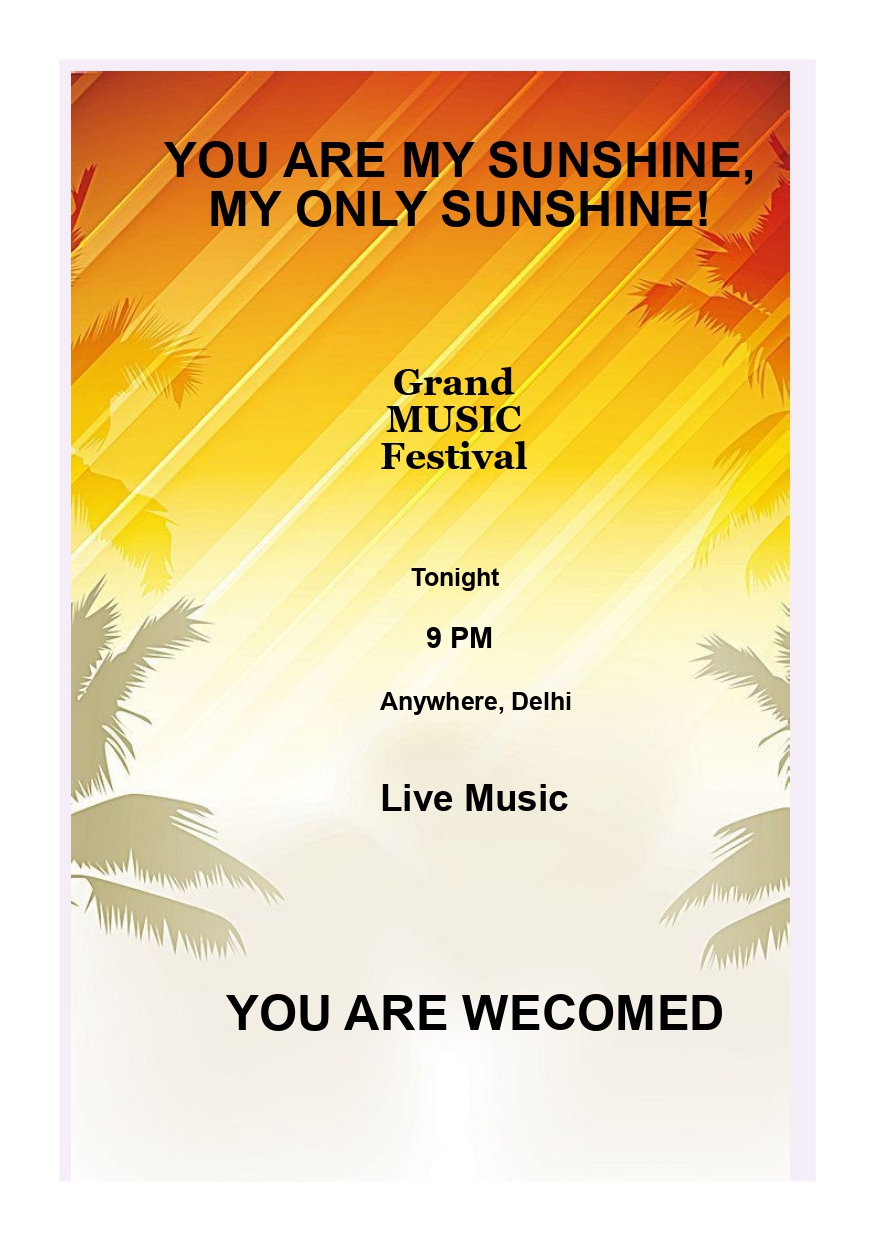 YOU ARE MY SUNSHINE,
MY ONLY SUNSHINE!
Grand
MUSIC
Festival
Tonight
9 PM
Anywhere, Delhi
Live Music
YOU ARE WECOMED